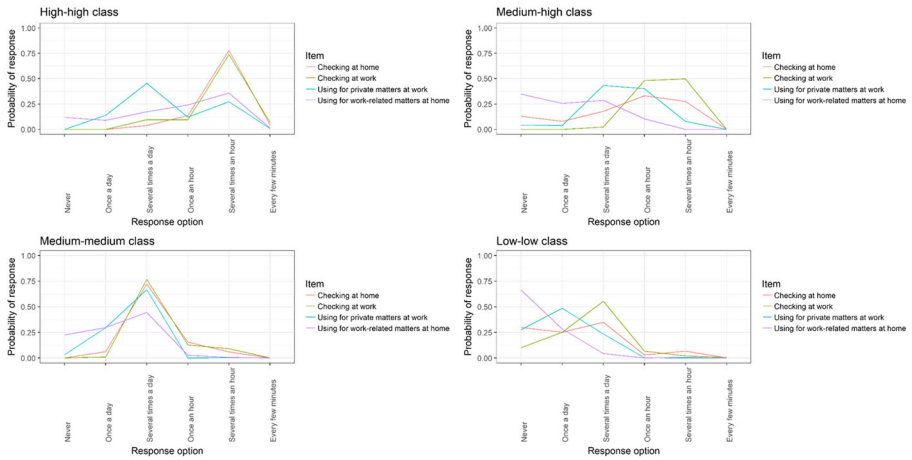 High-high class
Probability of response
1.00
0.75
0.50
0.25
0.00
Never
Once a day
Several times a day
Once an hour
Several times an hour
Every few minutes
Response option
Item
Checking at home
Checking at work
Using for private matters at work
Using for work-related matters at home
Medium-high class
Probability of response
1.00
0.75
0.50
0.25
0.00
Never
Once a day
Several times a day
Once an hour
Several times an hour
Every few minutes
Response option
Item
Checking at home
Checking at work
Using for private matters at work
Using for work-related matters at home
Medium-medium class
Probability of response
1.00
0.75
0.50
0.25
0.00
Never
Once a day
Several times a day
Once an hour
Several times an hour
Every few minutes
Response option
Item
Checking at home
Checking at work
Using for private matters at work
Using for work-related matters at home
Low-low class
Probability of response
1.00
0.75
0.50
0.25
0.00
Never
Once a day
Several times a day
Once an hour
Several times an hour
Every few minutes
Response option
Item
Checking at home
Checking at work
Using for private matters at work
Using for work-related matters at home